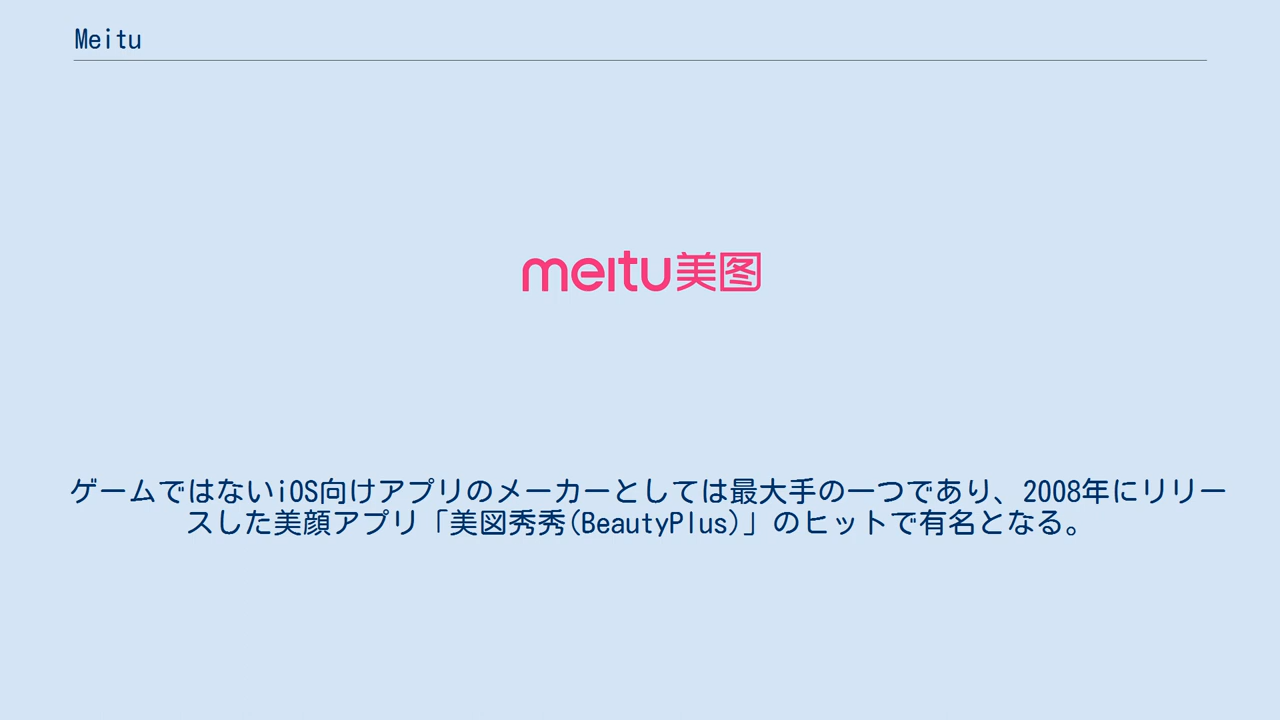 Meitu
meitu美图
ゲームではないiOS向けアプリのメーカーとしては最大手の一つであり、2008年にリリー
スした美顔アプリ「美図秀秀(BeautyPlus)」のヒットで有名となる。